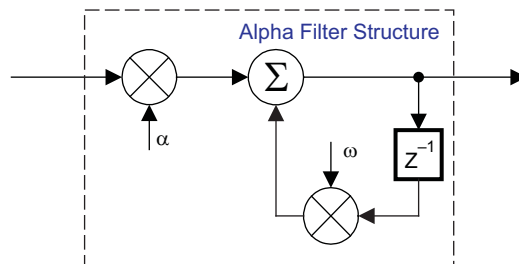 Alpha Filter Structure
Σ
α
ω
z⁻¹